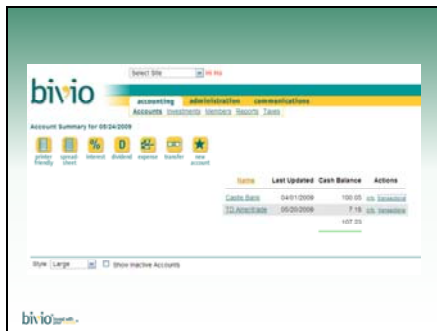 Select Site
bivio
accounting administration communications
Accounts Investments Members Reports Taxes
Account Summary for 05/24/2009
printer friendly
spread sheet
interest
dividend
expense
transfer
new account
Name Last Updated Cash Balance Actions
Castle Bank 04/01/2009 100.05
TD Ameritrade 05/20/2009 7.18
107.23
Style Large Show Inactive Accounts
bivio